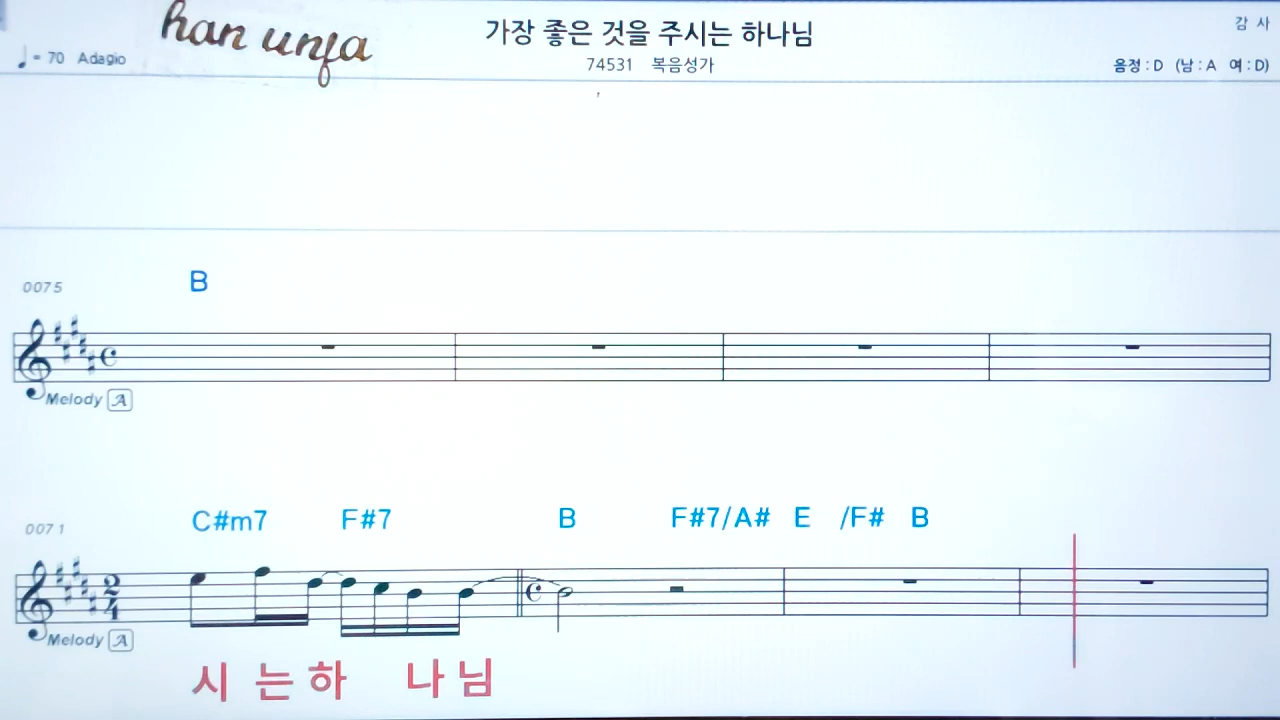 han unja
가장 좋은 것을 주시는 하나님
감 사
♩= 70 Adagio
74531 복음성가
음정 : D (남 : A 여 : D)
0075
B
Melody A
0071
C#m7 F#7 B F#7/A# E /F# B
2/4
Melody A
시 는 하 나 님